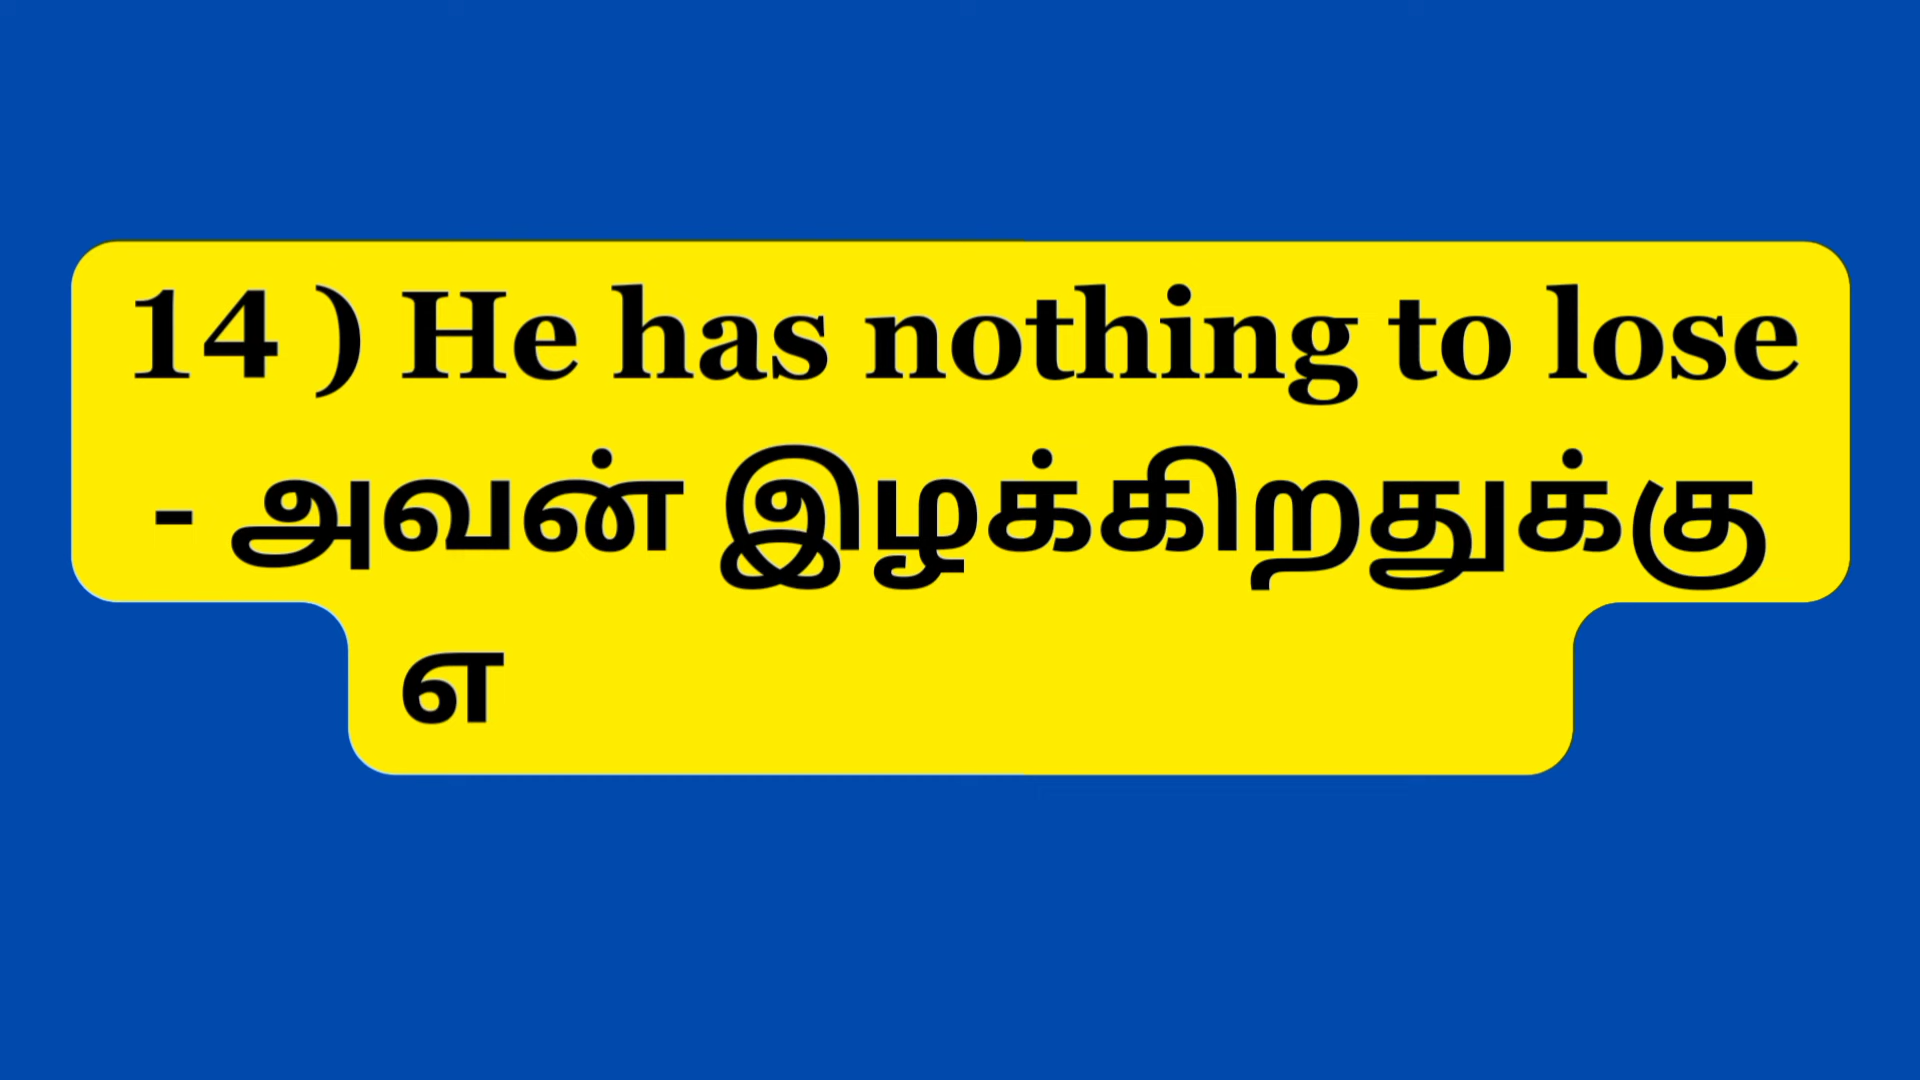 14 ) He has nothing to lose
- அவன் இழக்கிறதுக்கு
எ